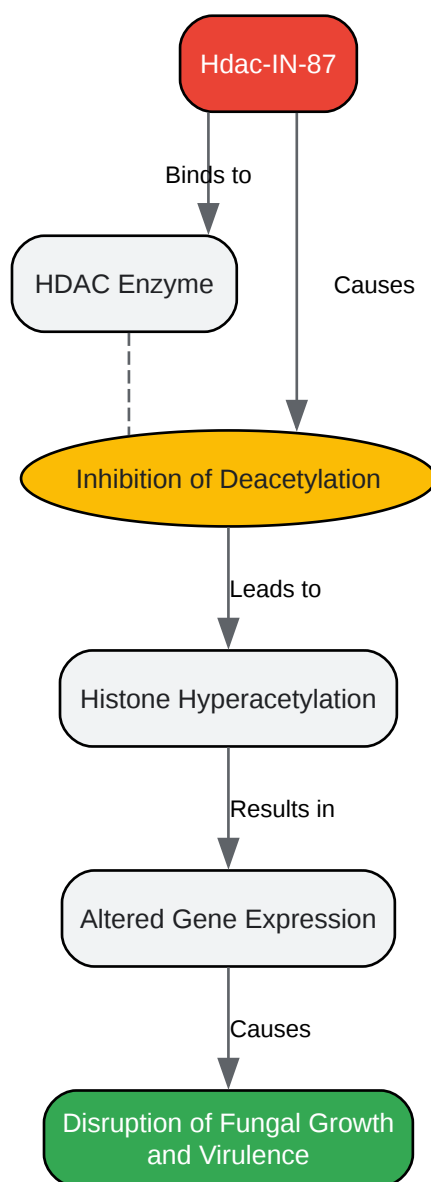 Hdac-IN-87
Binds to
HDAC Enzyme
Causes
Inhibition of Deacetylation
Leads to
Histone Hyperacetylation
Results in
Altered Gene Expression
Causes
Disruption of Fungal Growth
and Virulence